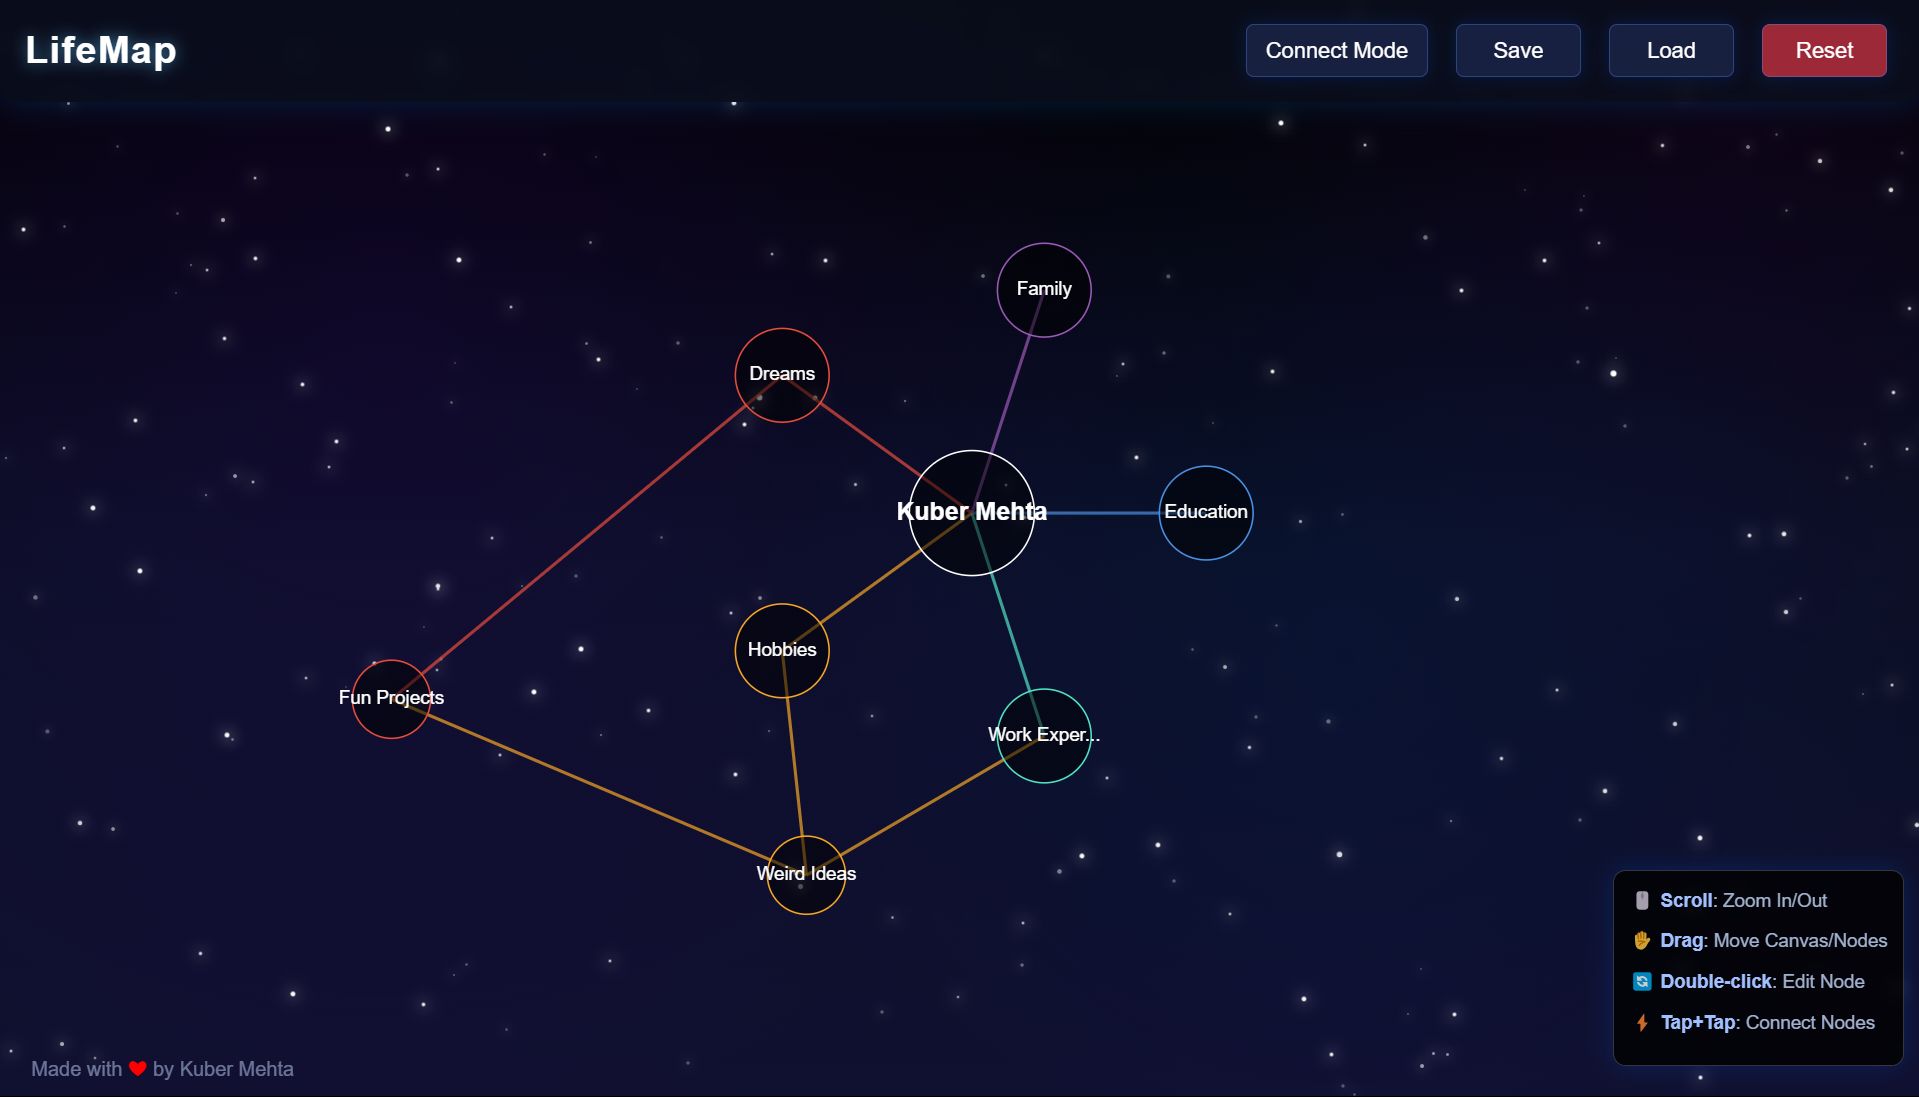 LifeMap
Connect Mode
Save
Load
Reset
Family
Dreams
Kuber Mehta
Education
Hobbies
Fun Projects
Work Exper...
Weird Ideas
Scroll: Zoom In/Out
Drag: Move Canvas/Nodes
Double-click: Edit Node
Tap+Tap: Connect Nodes
Made with ❤ by Kuber Mehta